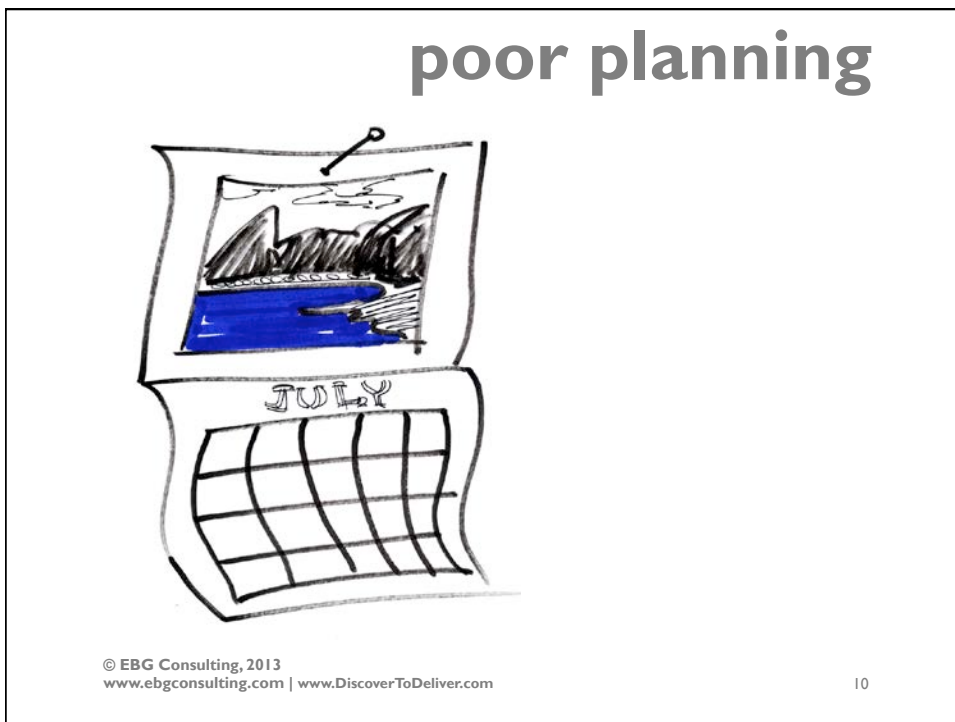 poor planning
JULY
© EBG Consulting, 2013
www.ebgconsulting.com | www.DiscoverToDeliver.com
10